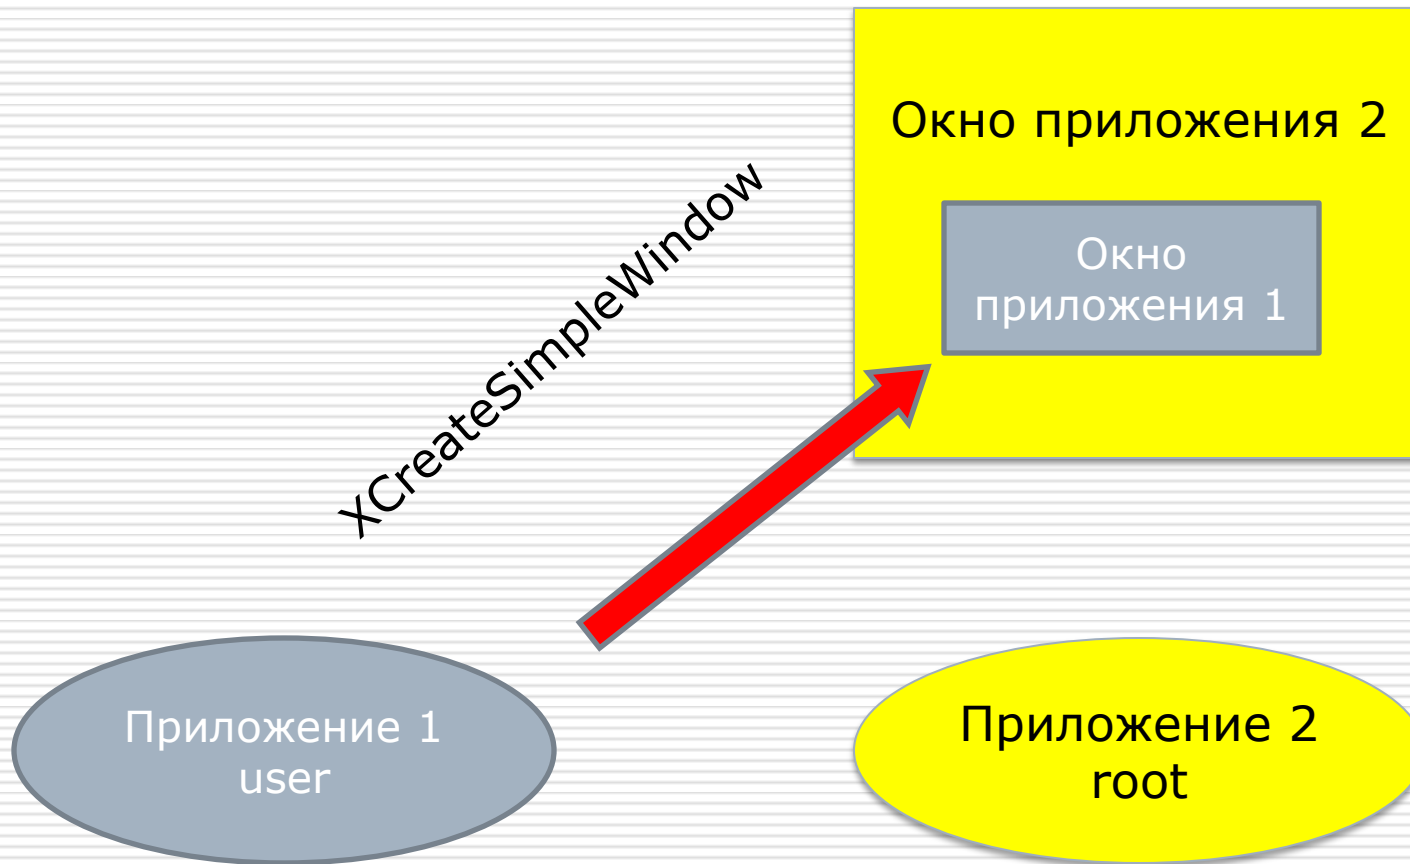 Окно приложения 2
Окно
приложения 1
XCreateSimpleWindow
Приложение 1
user
Приложение 2
root